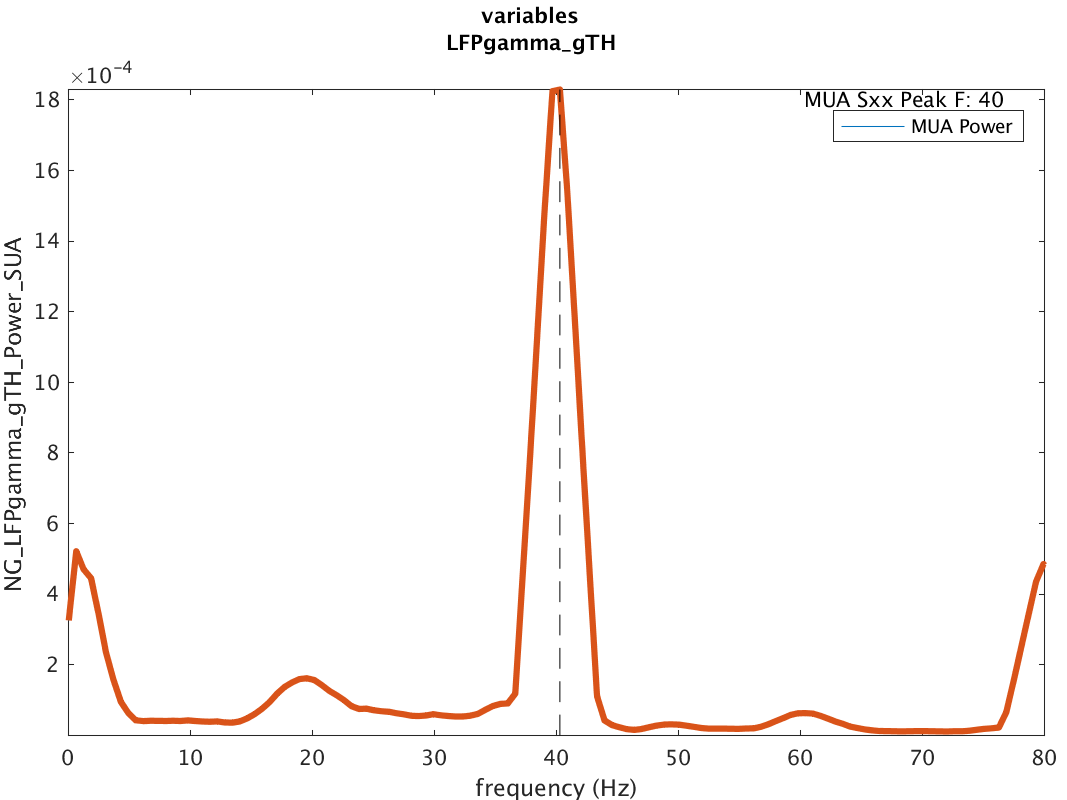 variables
LFPgamma_gTH
×10⁻⁴
MUA Sxx Peak F: 40
MUA Power
18
16
14
12
10
8
6
4
2
NG_LFPgamma_gTH_Power_SUA
0 10 20 30 40 50 60 70 80
frequency (Hz)